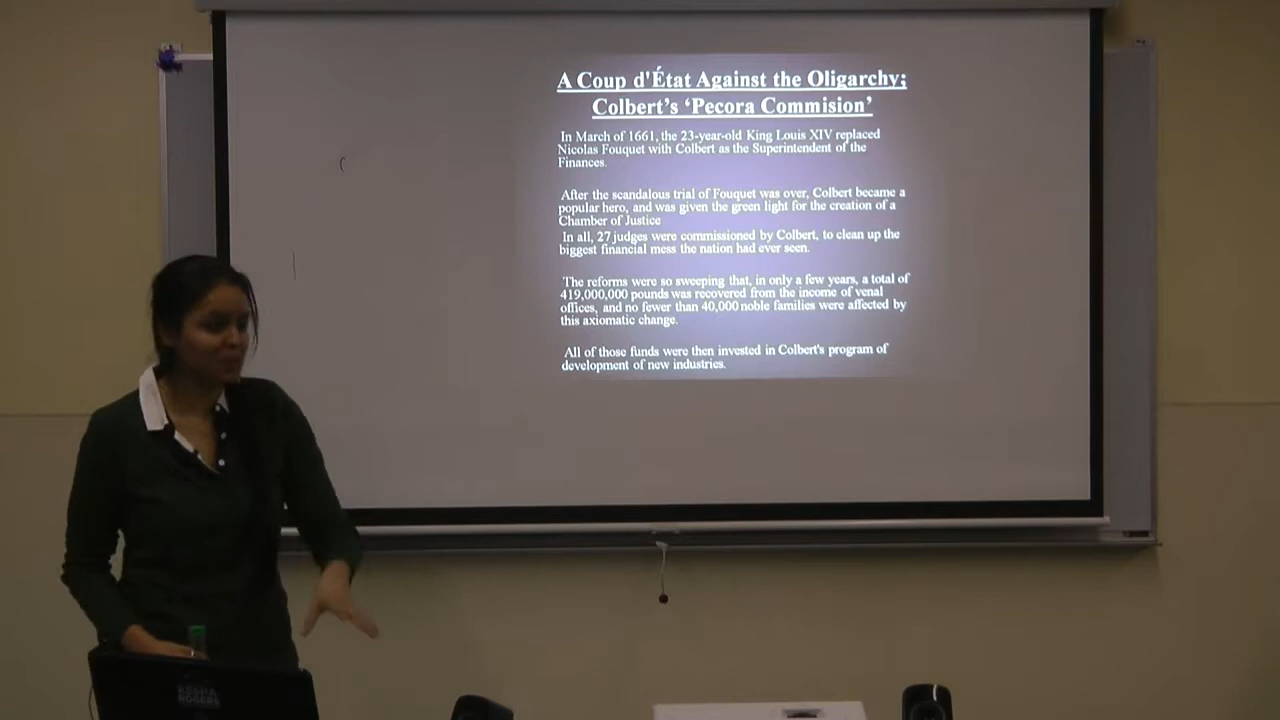 A Coup d'État Against the Oligarchy;
Colbert's 'Pecora Commision'
In March of 1661, the 23-year-old King Louis XIV replaced
Nicolas Fouquet with Colbert as the Superintendent of the
Finances.
After the scandalous trial of Fouquet was over, Colbert became a
popular hero, and was given the green light for the creation of a
Chamber of Justice
In all, 27 judges were commissioned by Colbert, to clean up the
biggest financial mess the nation had ever seen.
The reforms were so sweeping that, in only a few years, a total of
419,000,000 pounds was recovered from the income of venal
offices, and no fewer than 40,000 noble families were affected by
this axiomatic change.
All of those funds were then invested in Colbert's program of
development of new industries.
KESHA
ROGERS